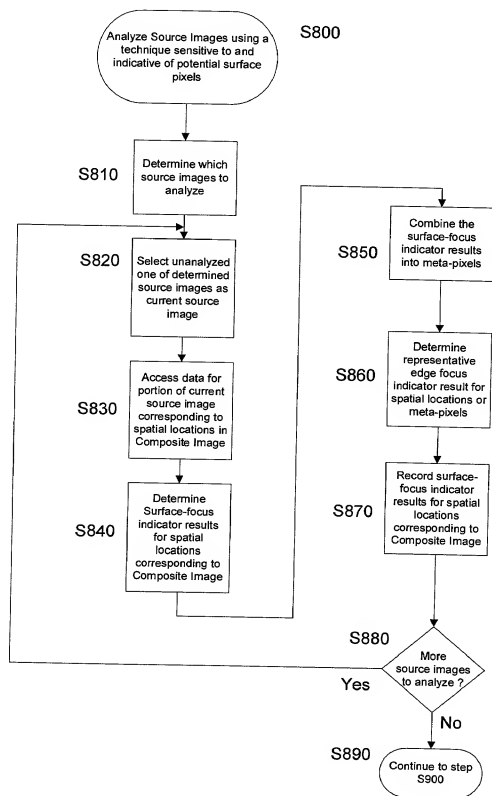 Analyze Source Images using a
technique sensitive to and
indicative of potential surface
pixels
S800
S810
Determine which
source images to
analyze
S820
Select unanalyzed
one of determined
source images as
current source
image
S830
Access data for
portion of current
source image
corresponding to
spatial locations in
Composite Image
S840
Determine
Surface-focus
indicator results
for spatial
locations
corresponding to
Composite Image
S850
Combine the
surface-focus
indicator results
into meta-pixels
S860
Determine
representative
edge focus
indicator result for
spatial locations
or meta-pixels
S870
Record surface-
focus indicator
results for spatial
locations
corresponding to
Composite Image
S880
More
source images
to analyze ?
Yes
No
S890
Continue to step
S900